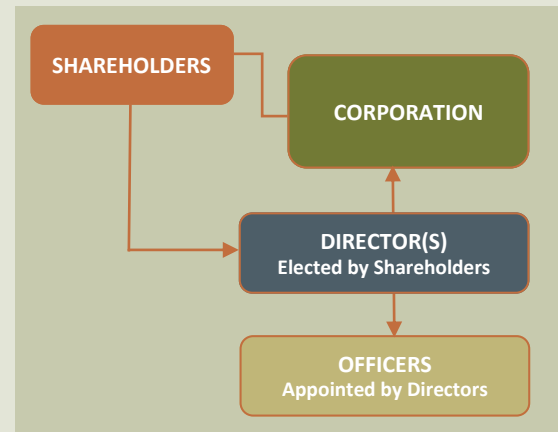 SHAREHOLDERS
CORPORATION
DIRECTOR(S)
Elected by Shareholders
OFFICERS
Appointed by Directors